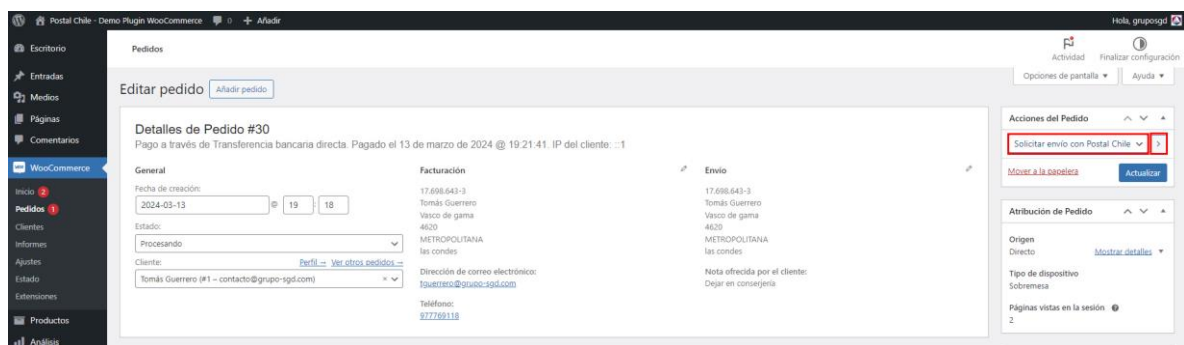 Postal Chile - Demo Plugin WooCommerce 0 + Añadir
Hola, gruposgd
Escritorio
Entradas
Medios
Páginas
Comentarios
WooCommerce
Inicio 2
Pedidos 1
Clientes
Informes
Ajustes
Estado
Extensiones
Productos
Análisis
Pedidos
Actividad
Finalizar configuración
Opciones de pantalla
Ayuda
Editar pedido
Añadir pedido
Detalles de Pedido #30
Pago a través de Transferencia bancaria directa. Pagado el 13 de marzo de 2024 @ 19:21:41. IP del cliente: ::1
General
Fecha de creación:
2024-03-13 @ 19 : 18
Estado:
Procesando
Cliente:
Perfil → Ver otros pedidos →
Tomás Guerrero (#1 – contacto@grupo-sgd.com) ×
Facturación
17.698.643-3
Tomás Guerrero
Vasco de gama
4620
METROPOLITANA
las condes
Dirección de correo electrónico:
tguerrero@grupo-sgd.com
Teléfono:
977769118
Envío
17.698.643-3
Tomás Guerrero
Vasco de gama
4620
METROPOLITANA
las condes
Nota ofrecida por el cliente:
Dejar en conserjería
Acciones del Pedido
Solicitar envío con Postal Chile
Mover a la papelera
Actualizar
Atribución de Pedido
Origen
Directo
Mostrar detalles
Tipo de dispositivo
Sobremesa
Páginas vistas en la sesión
2